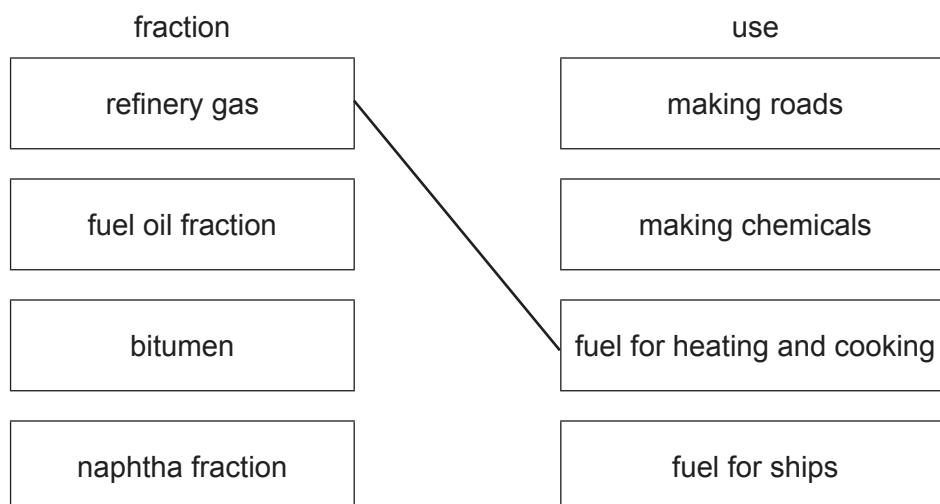 fraction
use
refinery gas
making roads
fuel oil fraction
making chemicals
bitumen
fuel for heating and cooking
naphtha fraction
fuel for ships